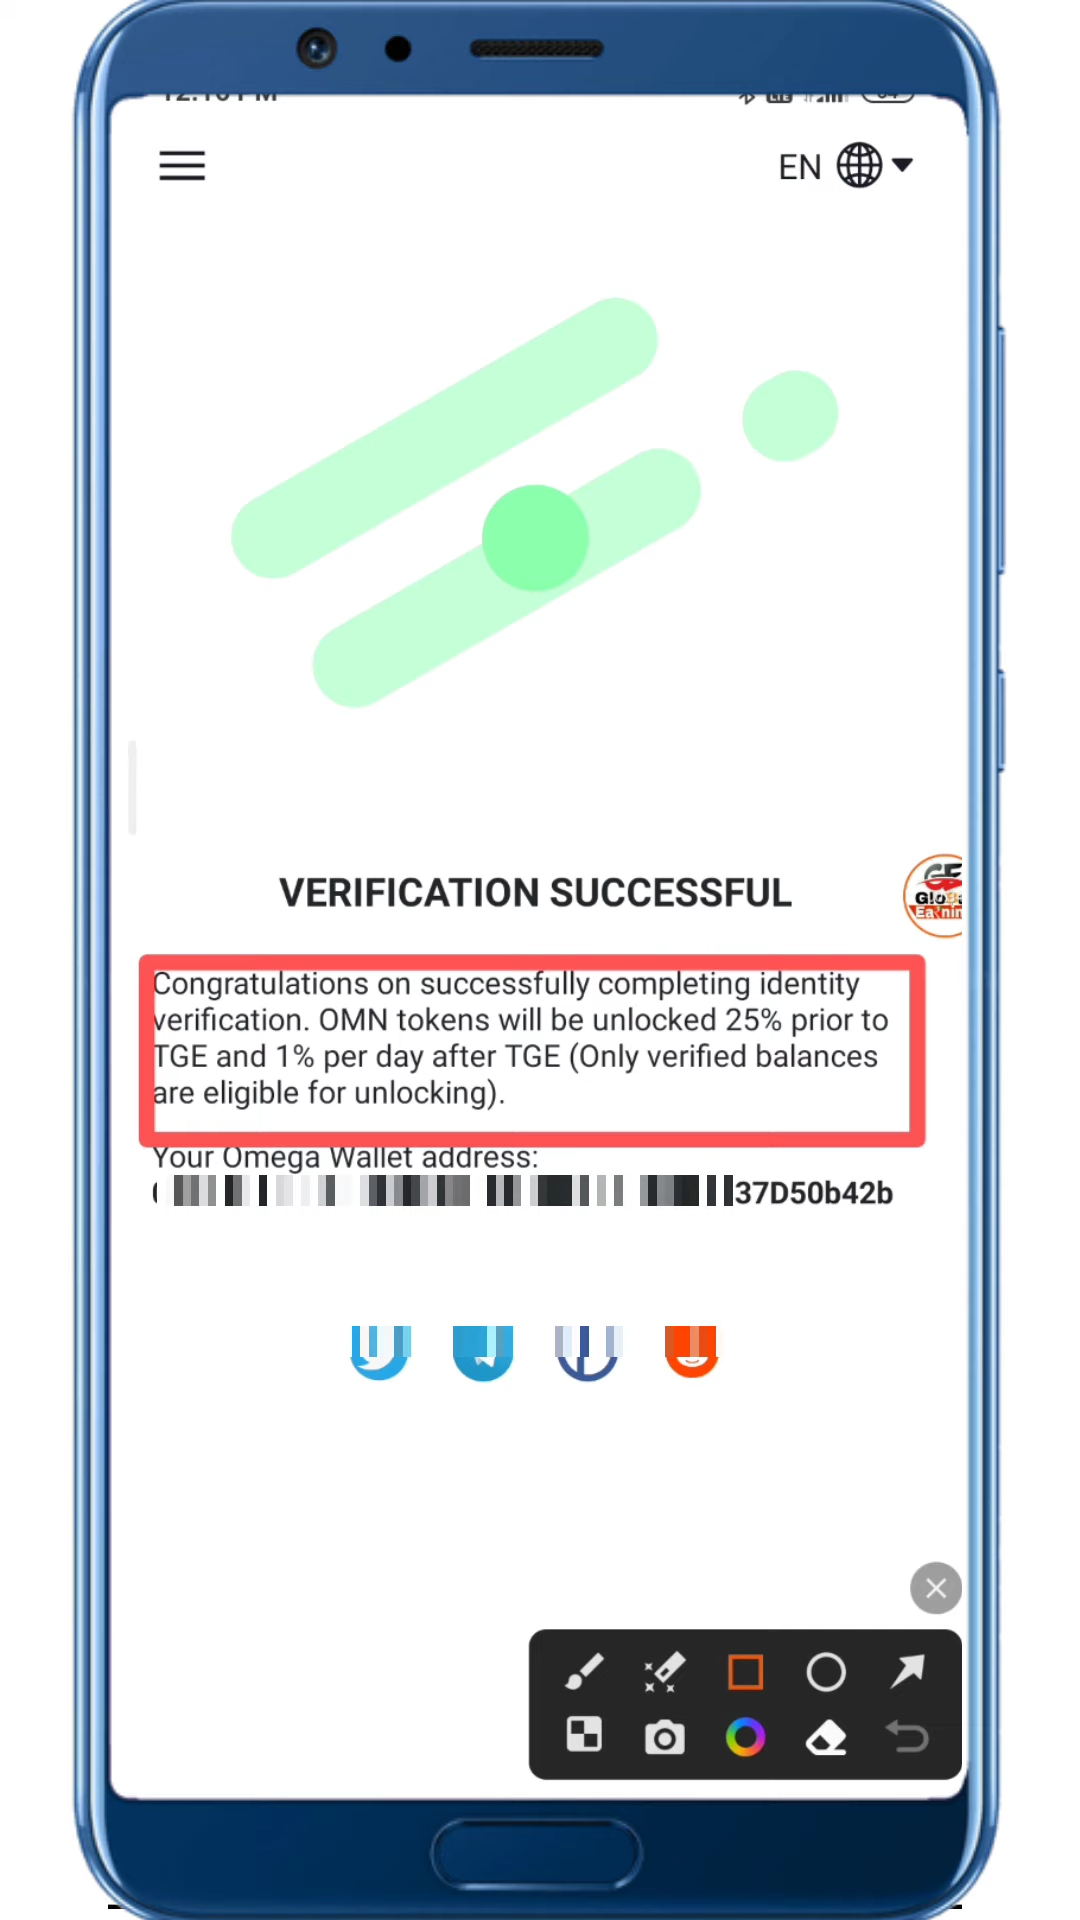 EN
VERIFICATION SUCCESSFUL
Congratulations on successfully completing identity
verification. OMN tokens will be unlocked 25% prior to
TGE and 1% per day after TGE (Only verified balances
are eligible for unlocking).
Your Omega Wallet address:
37D50b42b